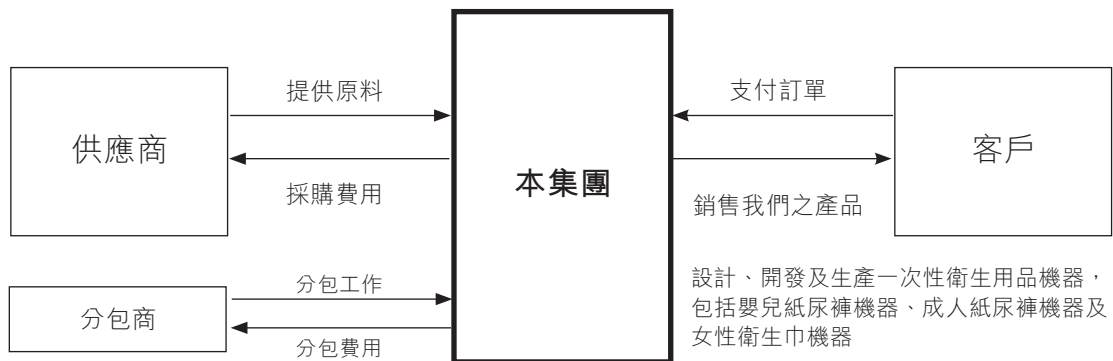 提供原料
支付訂單
供應商
本集團
客戶
採購費用
銷售我們之產品
分包工作
分包商
分包費用
設計、開發及生產一次性衛生用品機器，
包括嬰兒紙尿褲機器、成人紙尿褲機器及
女性衛生巾機器